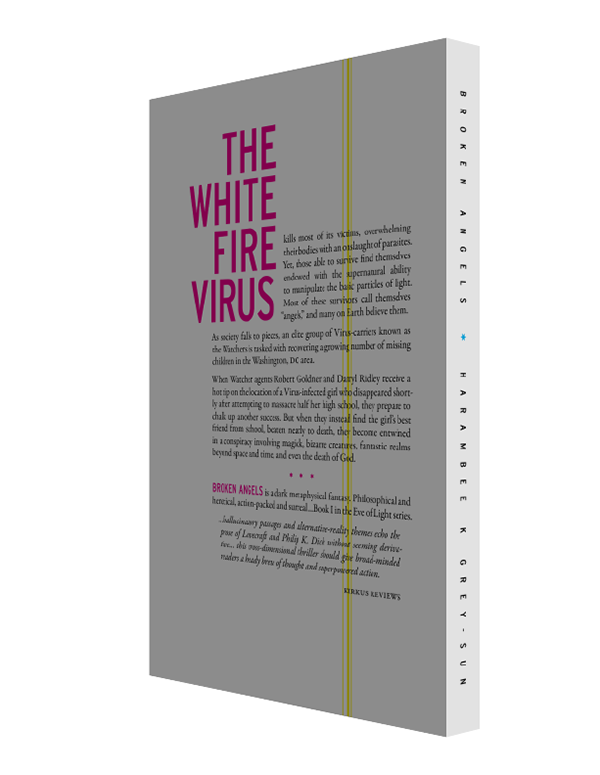 THE
WHITE
FIRE
VIRUS
kills most of its victims, overwhelming
their bodies with an onslaught of parasites.
Yet, those able to survive find themselves
endowed with the supernatural ability
to manipulate the basic particles of light.
Most of these survivors call themselves
"angels," and many on Earth believe them.
As society falls to pieces, an elite group of Virus-carriers known as
the Watchers is tasked with recovering a growing number of missing
children in the Washington, DC area.
When Watcher agents Robert Goldner and Darryl Ridley receive a
hot tip on the location of a Virus-infected girl who disappeared short-
ly after attempting to massacre half her high school, they prepare to
chalk up another success. But when they instead find the girl's best
friend from school, beaten nearly to death, they become entwined
in a conspiracy involving magick, bizarre creatures, fantastic realms
beyond space and time, and even the death of God.
* * *
BROKEN ANGELS is a dark metaphysical fantasy. Philosophical and
heretical, action-packed and surreal...Book 1 in the Eve of Light series.
...hallucinatory passages and alternative-reality themes echo the
prose of Lovecraft and Philip K. Dick without seeming deriva-
tive... this cross-dimensional thriller should give broad-minded
readers a heady brew of thought and superpowered action.
KIRKUS REVIEWS
BROKEN ANGELS * HARAMBEE K GREY-SUN